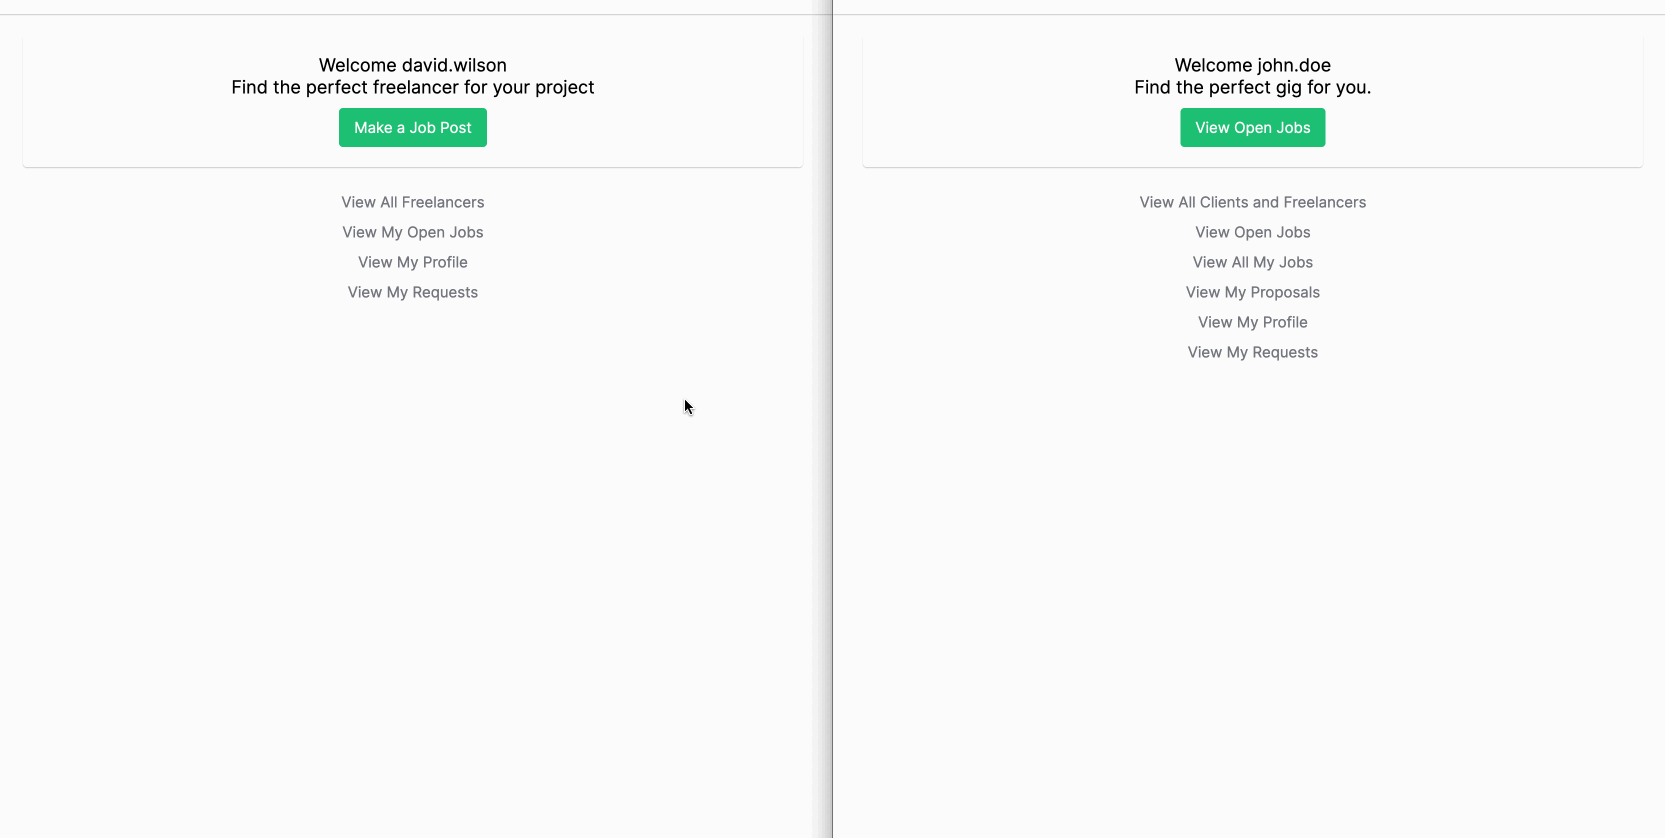 Welcome david.wilson
Find the perfect freelancer for your project
Make a Job Post
View All Freelancers
View My Open Jobs
View My Profile
View My Requests
Welcome john.doe
Find the perfect gig for you.
View Open Jobs
View All Clients and Freelancers
View Open Jobs
View All My Jobs
View My Proposals
View My Profile
View My Requests